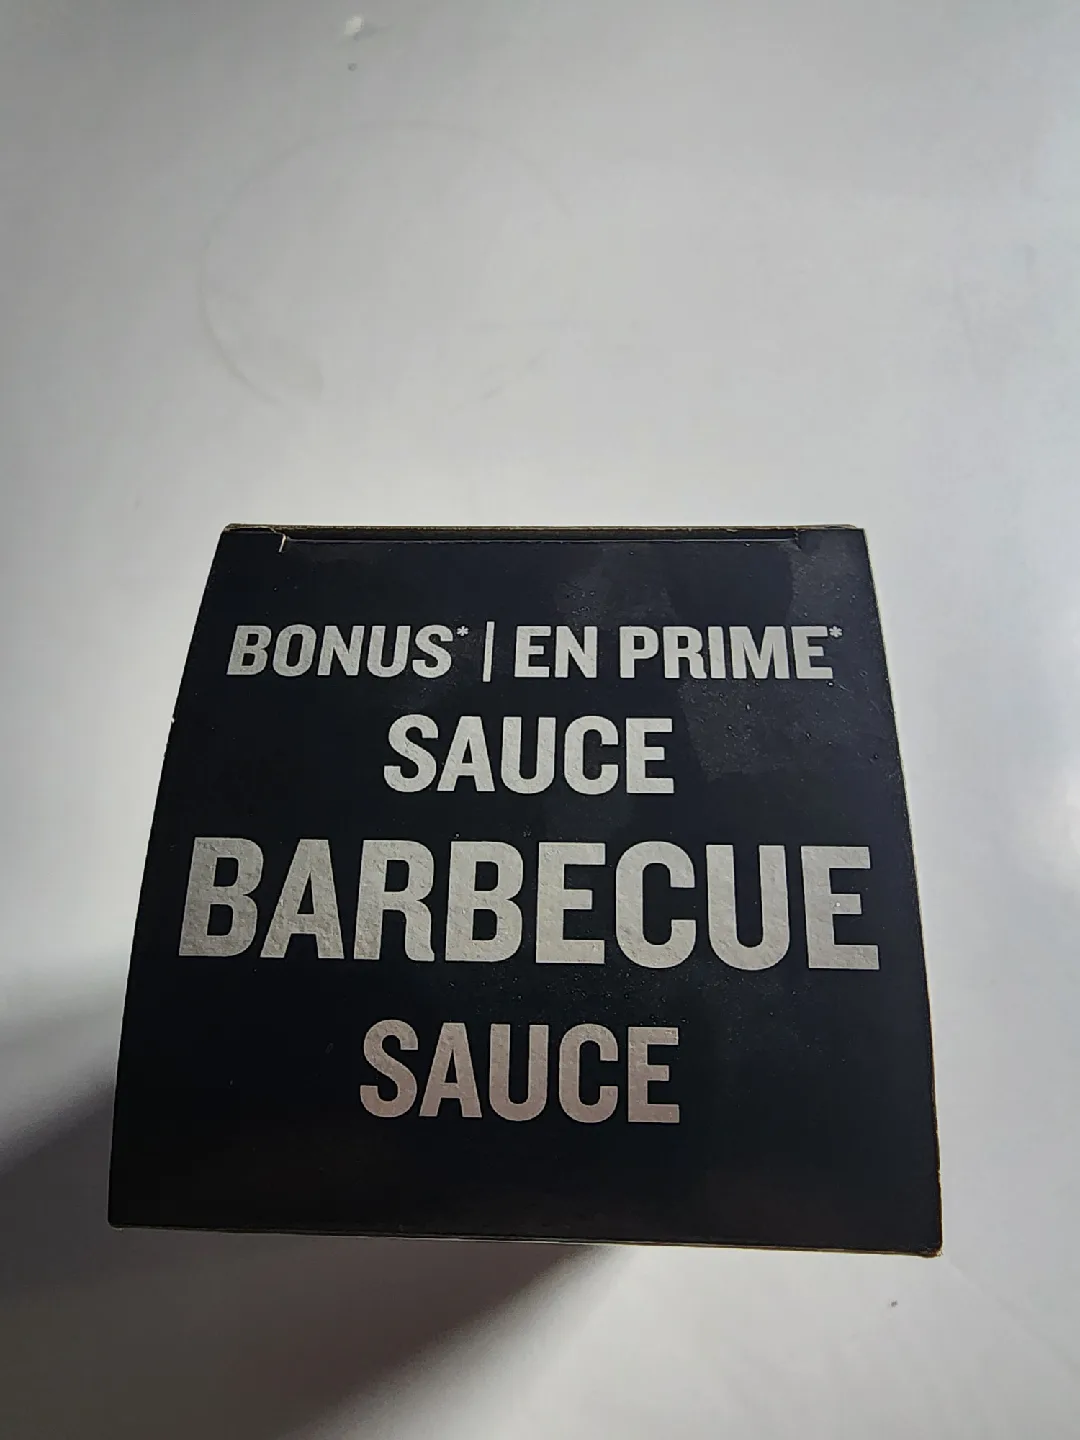 BONUS* | EN PRIME*
SAUCE
BARBECUE
SAUCE